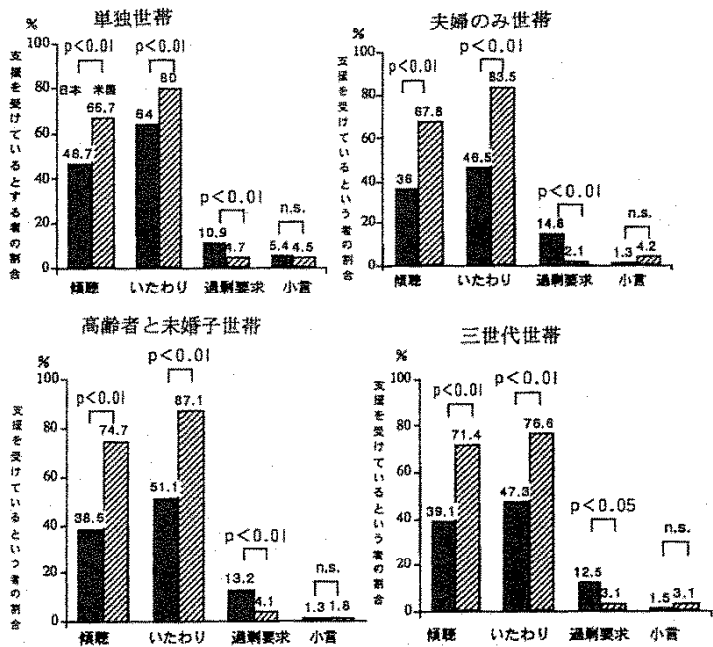 単独世帯
%
100
80
60
40
20
0
支援を受けているとする者の割合
p<0.01
p<0.01
p<0.01
n.s.
日本 米国
46.7
66.7
64
80
10.9
4.7
5.4
4.5
傾聴 いたわり 過剰要求 小言
夫婦のみ世帯
%
100
80
60
40
20
0
支援を受けているという者の割合
p<0.01
p<0.01
p<0.01
n.s.
36
67.8
46.5
83.5
14.8
2.1
1.3
4.2
傾聴 いたわり 過剰要求 小言
高齢者と未婚子世帯
%
100
80
60
40
20
0
支援を受けているという者の割合
p<0.01
p<0.01
p<0.01
n.s.
38.5
74.7
51.1
87.1
13.2
4.1
1.3
1.8
傾聴 いたわり 過剰要求 小言
三世代世帯
%
100
80
60
40
20
0
支援を受けているという者の割合
p<0.01
p<0.01
p<0.05
n.s.
39.1
71.4
47.3
76.6
12.5
3.1
1.5
3.1
傾聴 いたわり 過剰要求 小言